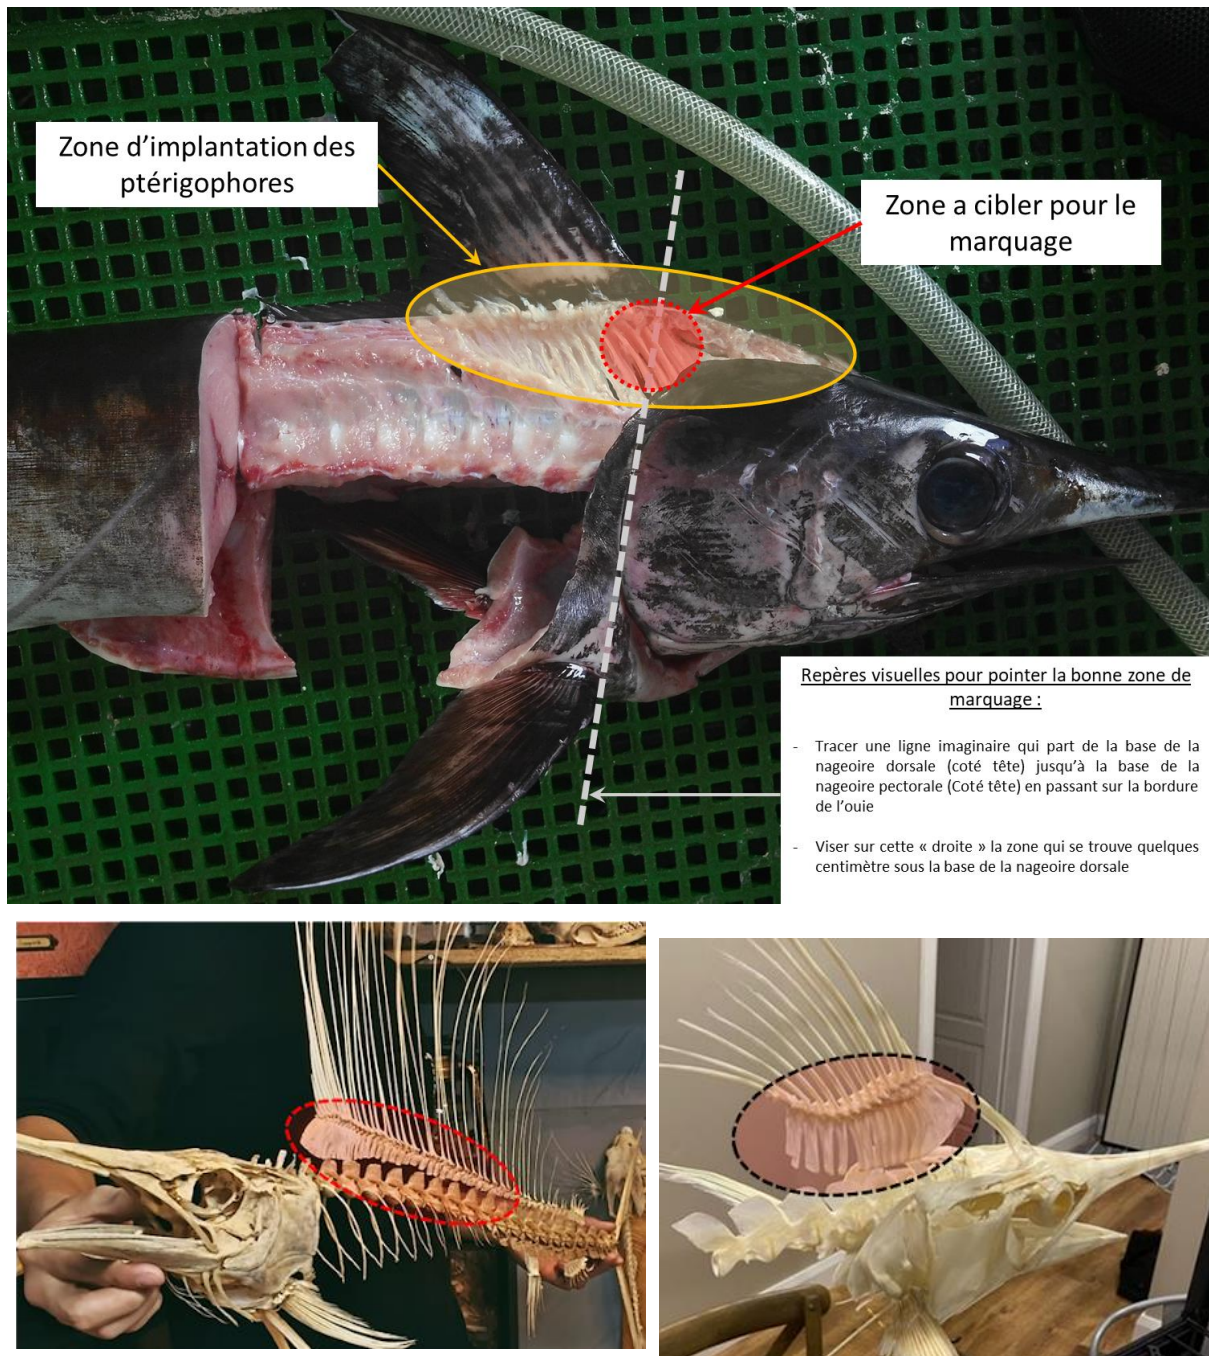 Zone d’implantation des
ptérigophores
Zone a cibler pour le
marquage
Repères visuelles pour pointer la bonne zone de
marquage :
- Tracer une ligne imaginaire qui part de la base de la
nageoire dorsale (coté tête) jusqu’à la base de la
nageoire pectorale (Coté tête) en passant sur la bordure
de l’ouie
- Viser sur cette « droite » la zone qui se trouve quelques
centimètre sous la base de la nageoire dorsale